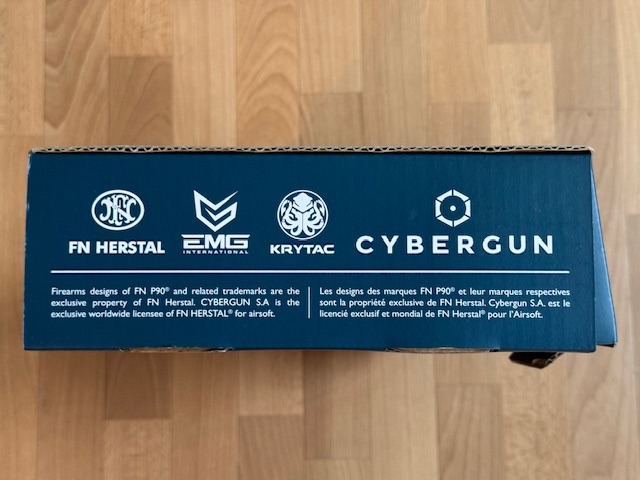 FN HERSTAL
EMG
INTERNATIONAL
KRYTAC
CYBERGUN
Firearms designs of FN P90® and related trademarks are the
exclusive property of FN Herstal. CYBERGUN S.A is the
exclusive worldwide licensee of FN HERSTAL® for airsoft.
Les designs des marques FN P90® et leur marques respectives
sont la propriété exclusive de FN Herstal. Cybergun S.A. est le
licencié exclusif et mondial de FN Herstal® pour l'Airsoft.